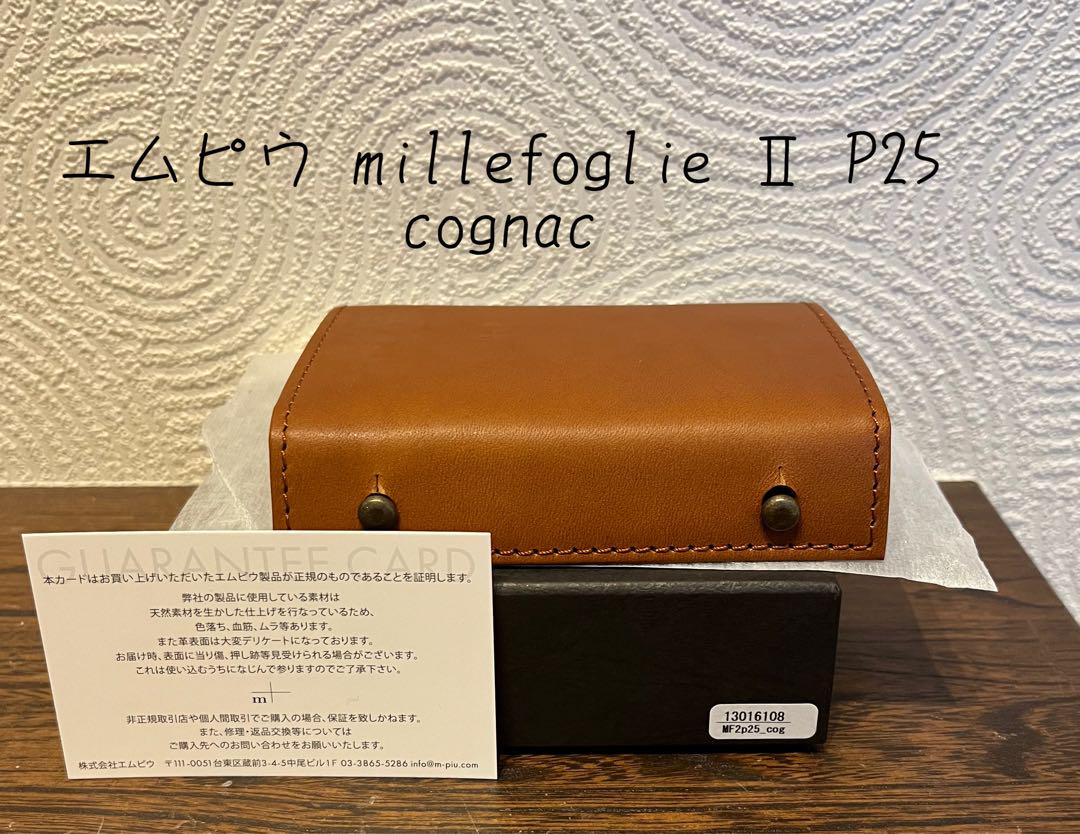 エムピウ millefoglie Ⅱ P25
cognac
GUARANTEE CARD
本カードはお買い上げいただいたエムピウ製品が正規のものであることを証明します。
弊社の製品に使用している素材は
天然素材を生かした仕上げを行なっているため、
色落ち、血筋、ムラ等あります。
また革表面は大変デリケートになっております。
お届け時、表面に当り傷、押し跡等見受けられる場合がございます。
これは使い込むうちになじんで参りますのでご了承下さい。
m+
非正規取引店や個人間取引でご購入の場合、保証を致しかねます。
また、修理・返品交換等については
ご購入先へのお問い合わせをお願いいたします。
株式会社エムピウ 〒111-0051台東区蔵前3-4-5中尾ビル1F 03-3865-5286 info@m-piu.com
13016108
MF2p25_cog